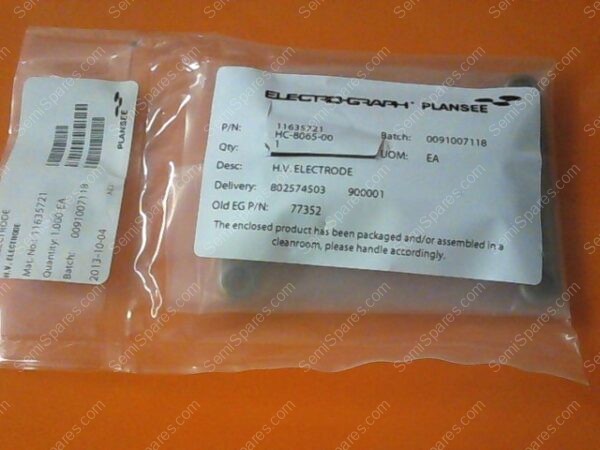 ELECTRO-GRAPH PLANSEE
P/N: 11635721 Batch: 0091007118
HC-8065-00
Qty: 1 UOM: EA
Desc: H.V. ELECTRODE
Delivery: 802574503 900001
Old EG P/N: 77352
The enclosed product has been packaged and/or assembled in a
cleanroom, please handle accordingly.
PLANSEE
H.V. ELECTRODE
Mat. No.: 11635721
Quantity: 1.000 EA
Batch: 0091007118
2013-10-04
SemiSpares.com